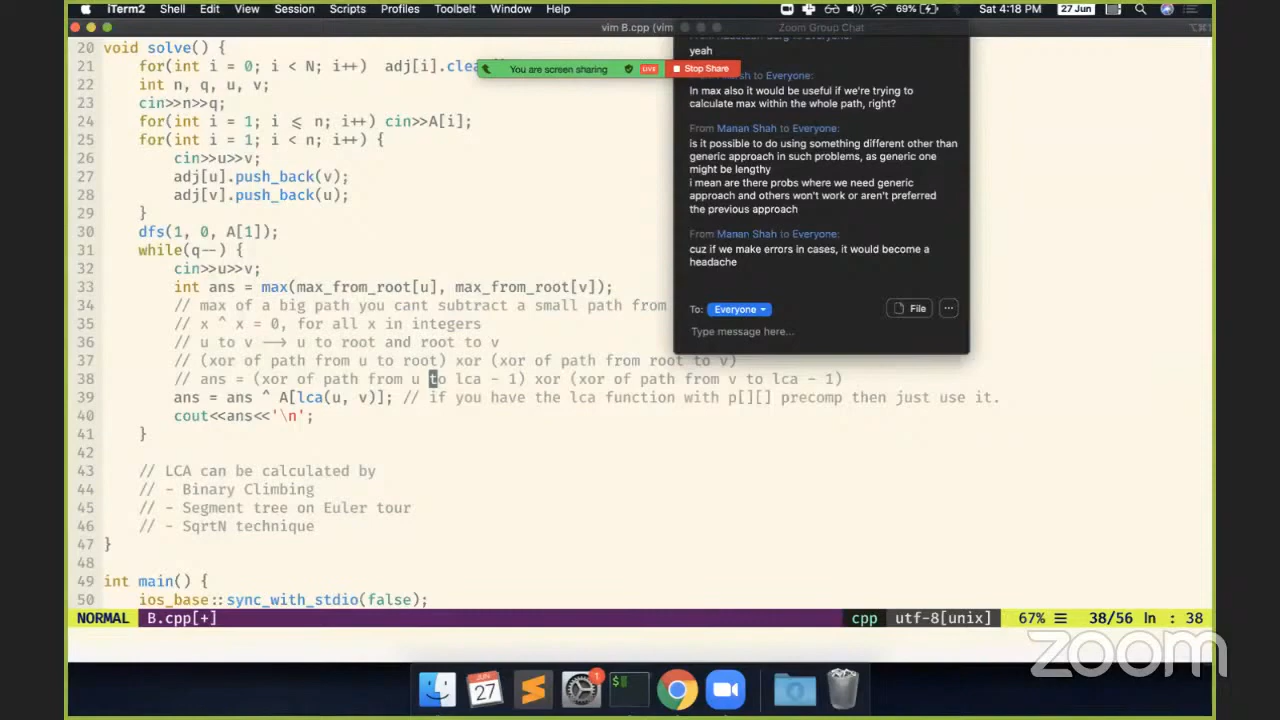 iTerm2 Shell Edit View Session Scripts Profiles Toolbelt Window Help 69% Sat 4:18 PM 27 Jun
vim B.cpp (vim
Zoom Group Chat
You are screen sharing LIVE Stop Share
20 void solve() {
21 for(int i = 0; i < N; i++) adj[i].clea
22 int n, q, u, v;
23 cin>>n>>q;
24 for(int i = 1; i ⩽ n; i++) cin>>A[i];
25 for(int i = 1; i < n; i++) {
26 cin>>u>>v;
27 adj[u].push_back(v);
28 adj[v].push_back(u);
29 }
30 dfs(1, 0, A[1]);
31 while(q--) {
32 cin>>u>>v;
33 int ans = max(max_from_root[u], max_from_root[v]);
34 // max of a big path you cant subtract a small path from
35 // x ^ x = 0, for all x in integers
36 // u to v ⟶ u to root and root to v
37 // (xor of path from u to root) xor (xor of path from root to v)
38 // ans = (xor of path from u to lca - 1) xor (xor of path from v to lca - 1)
39 ans = ans ^ A[lca(u, v)]; // if you have the lca function with p[][] precomp then just use it.
40 cout<<ans<<'\n';
41 }
42
43 // LCA can be calculated by
44 // - Binary Climbing
45 // - Segment tree on Euler tour
46 // - SqrtN technique
47 }
48
49 int main() {
50 ios_base::sync_with_stdio(false);
NORMAL B.cpp[+] cpp utf-8[unix] 67% ☰ 38/56 ln : 38
yeah
to Everyone:
In max also it would be useful if we're trying to
calculate max within the whole path, right?
From Manan Shah to Everyone:
is it possible to do using something different other than
generic approach in such problems, as generic one
might be lengthy
i mean are there probs where we need generic
approach and others won't work or aren't preferred
the previous approach
From Manan Shah to Everyone:
cuz if we make errors in cases, it would become a
headache
To: Everyone File ...
Type message here...
zoom
JUN
27
1
$